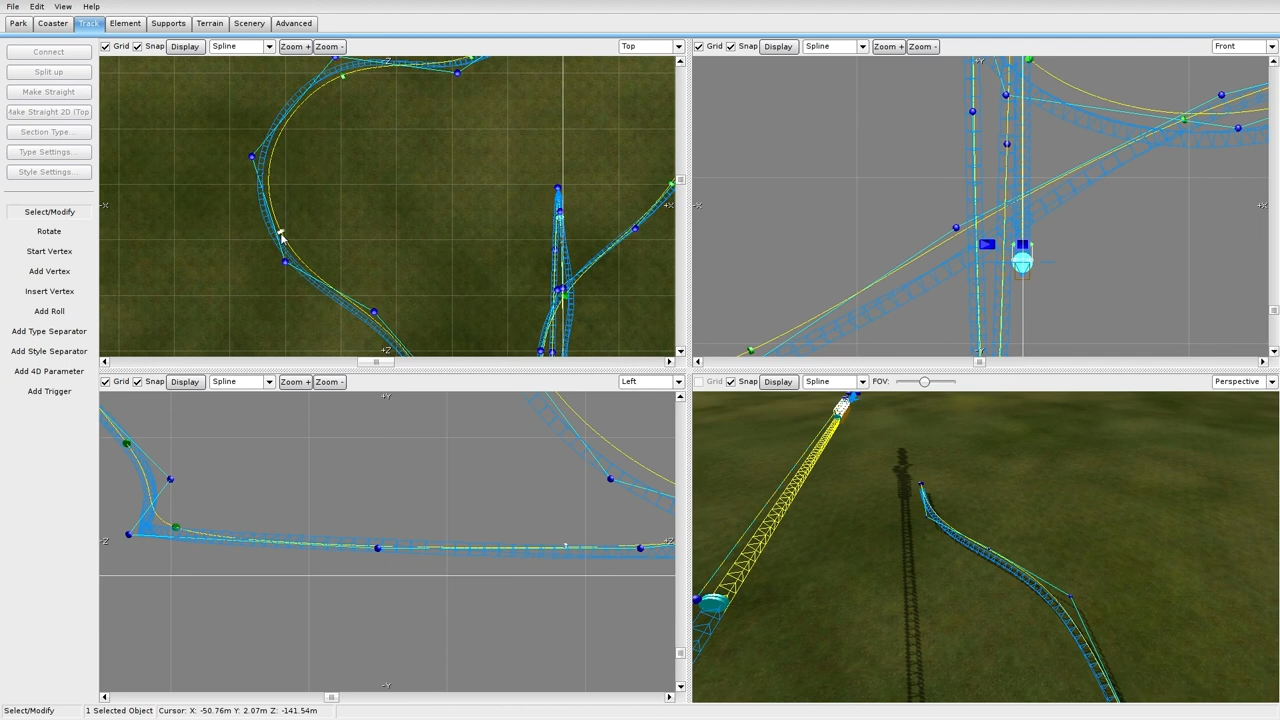 File Edit View Help
Park Coaster Track Element Supports Terrain Scenery Advanced
Connect
Split up
Make Straight
Make Straight 2D (Top
Section Type...
Type Settings...
Style Settings...
Select/Modify
Rotate
Start Vertex
Add Vertex
Insert Vertex
Add Roll
Add Type Separator
Add Style Separator
Add 4D Parameter
Add Trigger
Grid Snap Display Spline Zoom + Zoom - Top
-Z
-X +X
+Z
Grid Snap Display Spline Zoom + Zoom - Front
+Y
-X +X
-Y
Grid Snap Display Spline Zoom + Zoom - Left
+Y
-Z +Z
-Y
Grid Snap Display Spline FOV: Perspective
Select/Modify 1 Selected Object Cursor: X: -50.76m Y: 2.07m Z: -141.54m